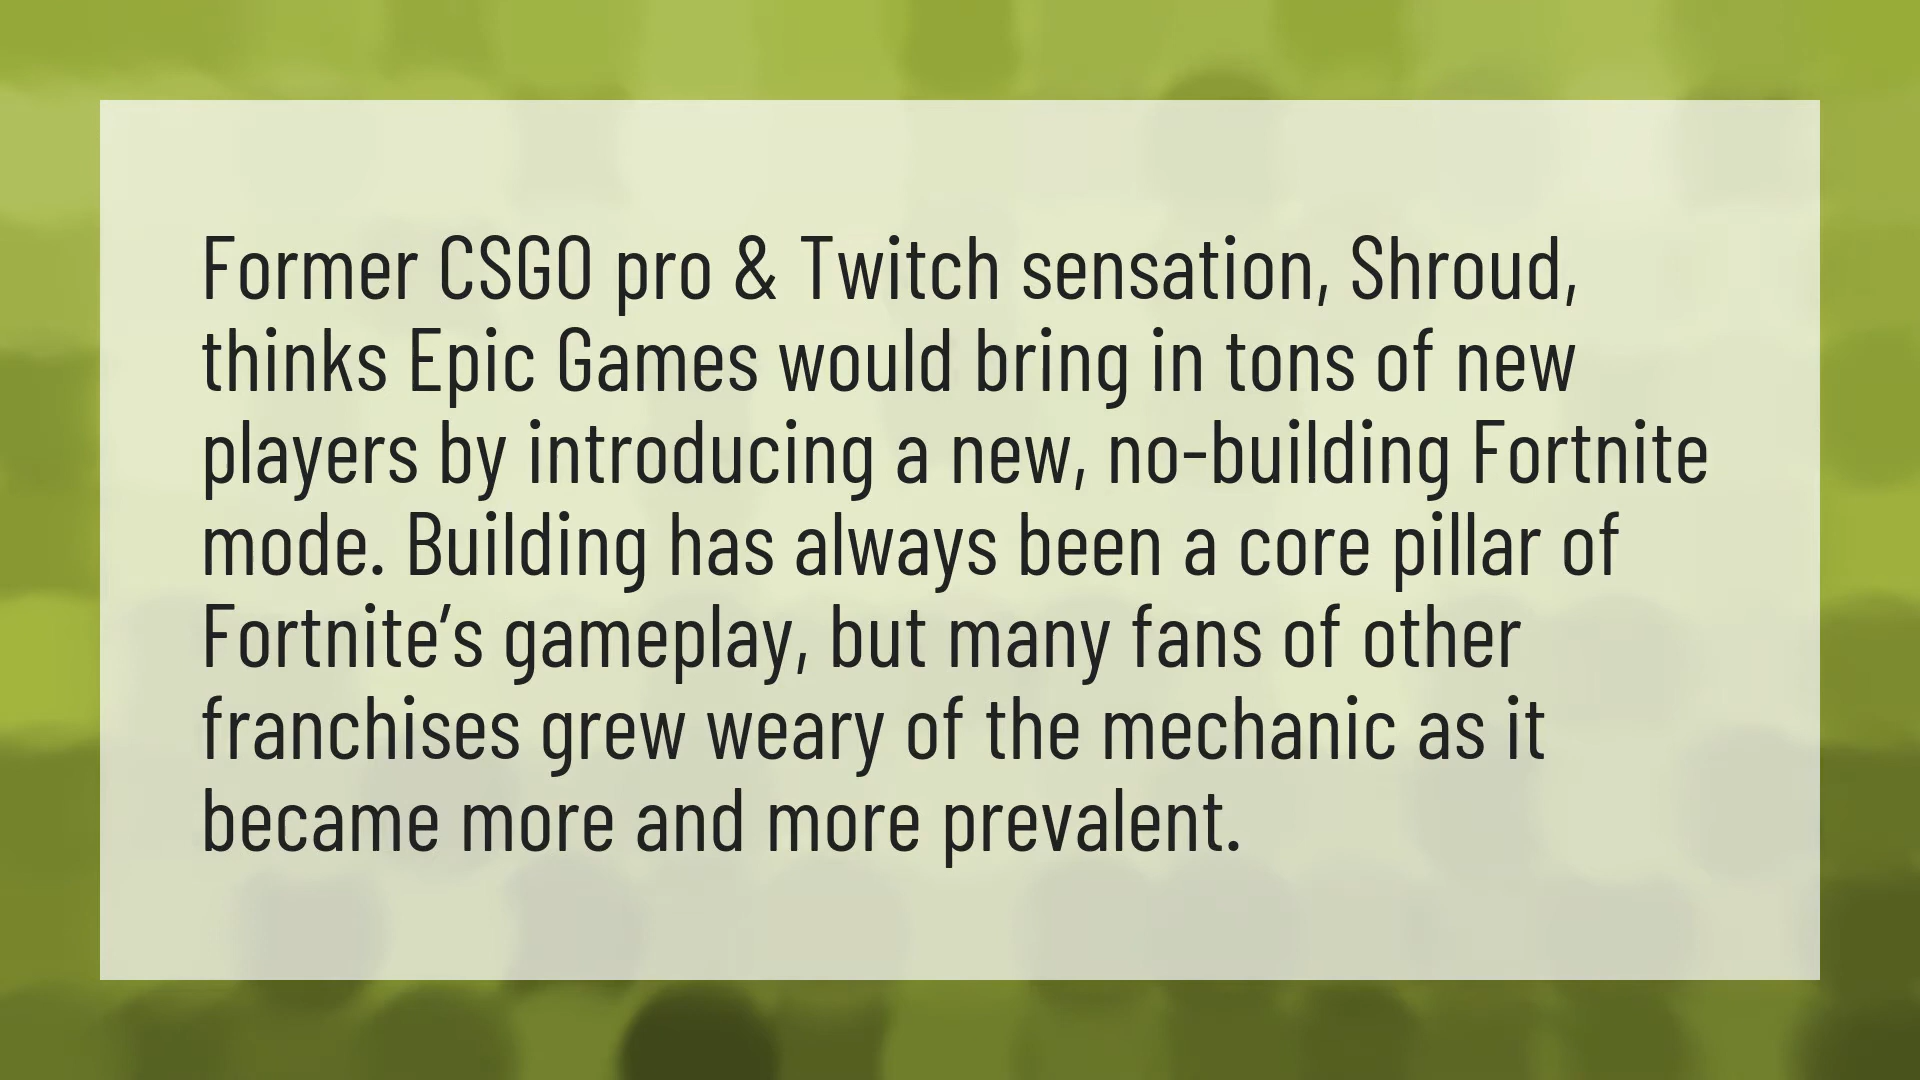 Former CSGO pro & Twitch sensation, Shroud,
thinks Epic Games would bring in tons of new
players by introducing a new, no-building Fortnite
mode. Building has always been a core pillar of
Fortnite’s gameplay, but many fans of other
franchises grew weary of the mechanic as it
became more and more prevalent.